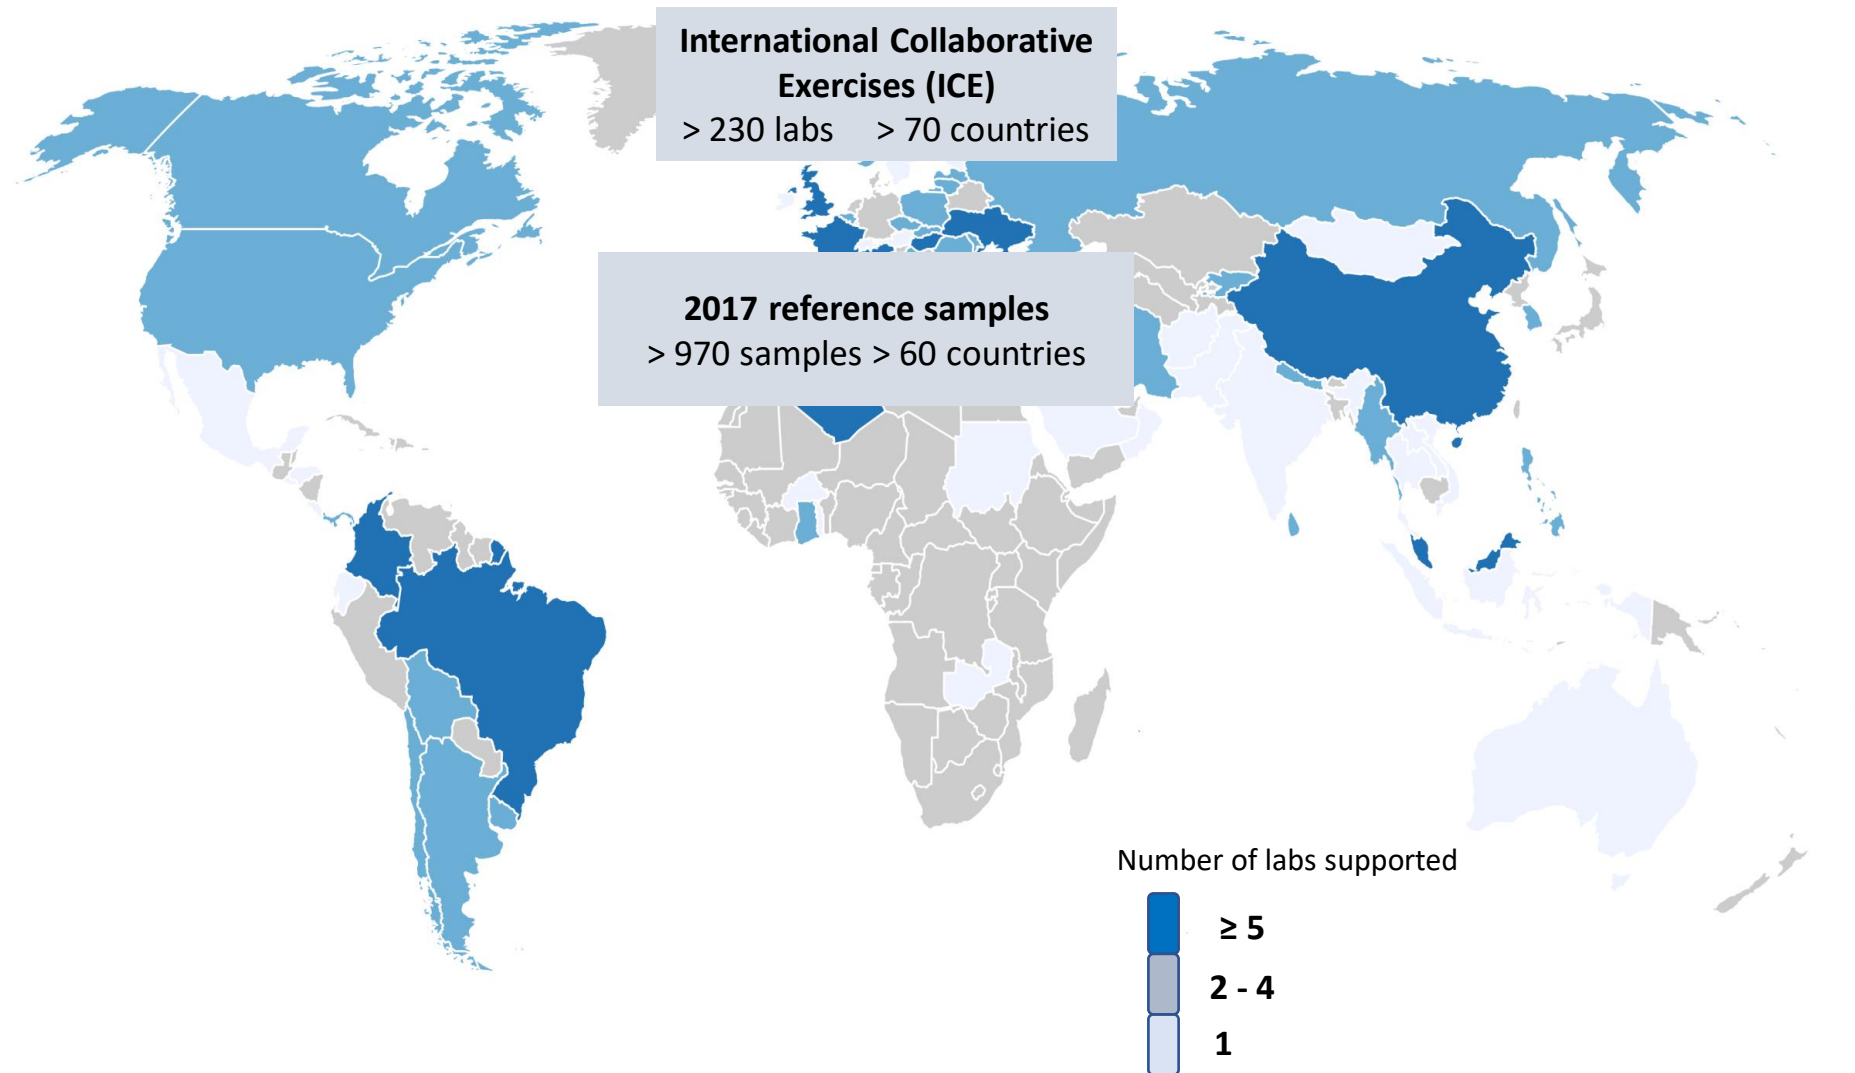 International Collaborative
Exercises (ICE)
> 230 labs > 70 countries
2017 reference samples
> 970 samples > 60 countries
Number of labs supported
≥ 5
2 - 4
1